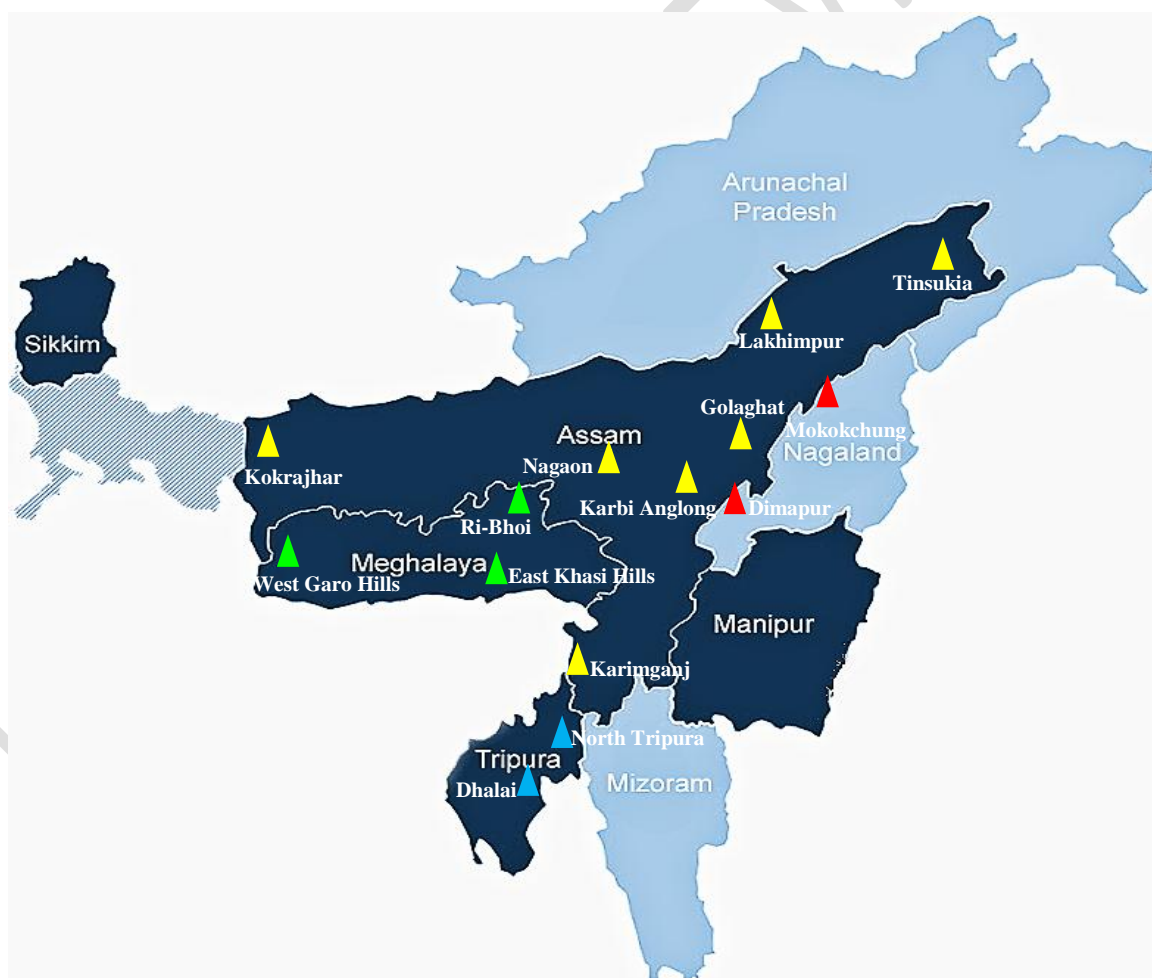 Arunachal
Pradesh
Tinsukia
Sikkim
Lakhimpur
Golaghat
Mokokchung
Assam
Nagaland
Nagaon
Kokrajhar
Karbi Anglong
Dimapur
Ri-Bhoi
Meghalaya
East Khasi Hills
West Garo Hills
Manipur
Karimganj
North Tripura
Tripura
Mizoram
Dhalai